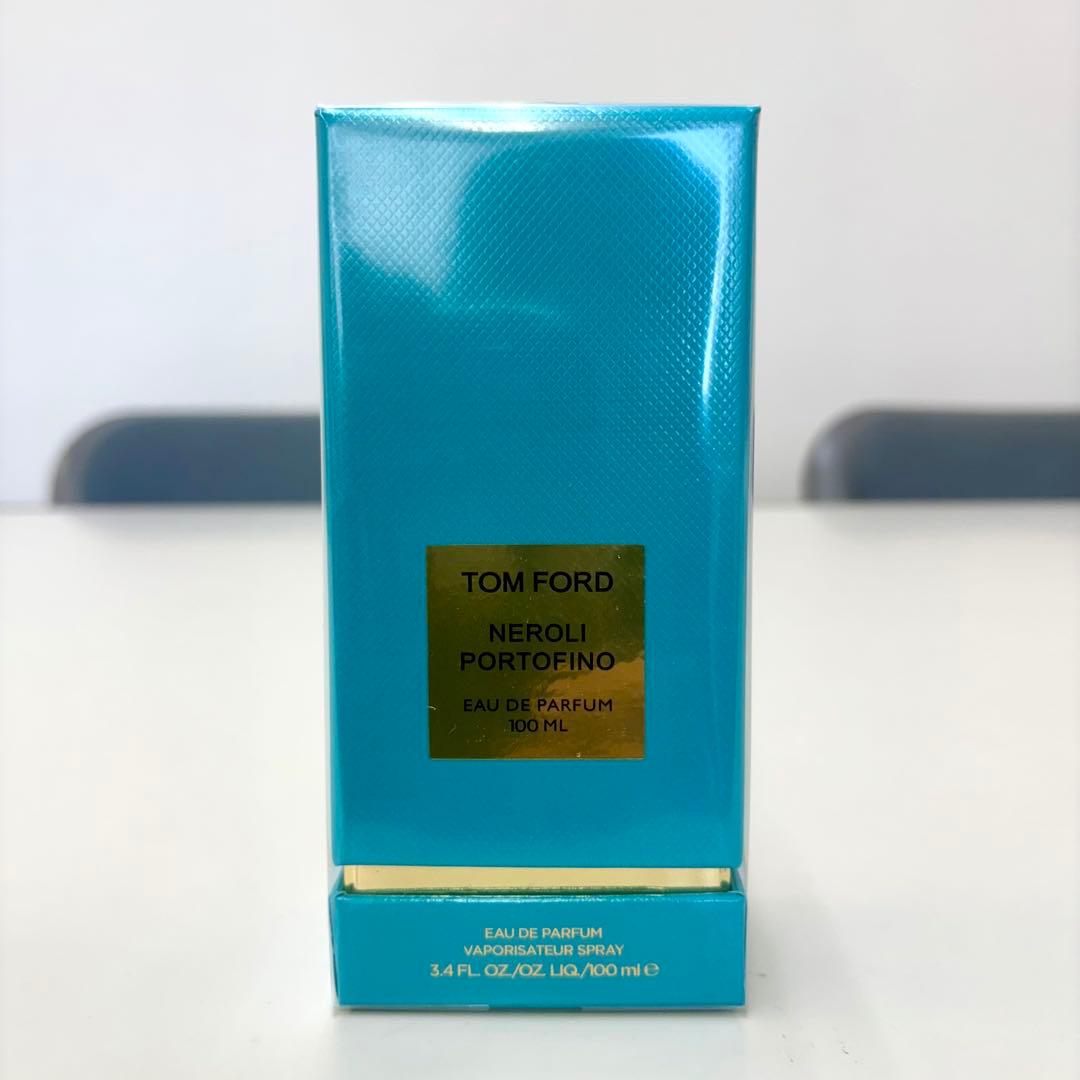 TOM FORD
NEROLI
PORTOFINO
EAU DE PARFUM
100 ML
EAU DE PARFUM
VAPORISATEUR SPRAY
3.4 FL. OZ./OZ. LIQ./100 ml ℮